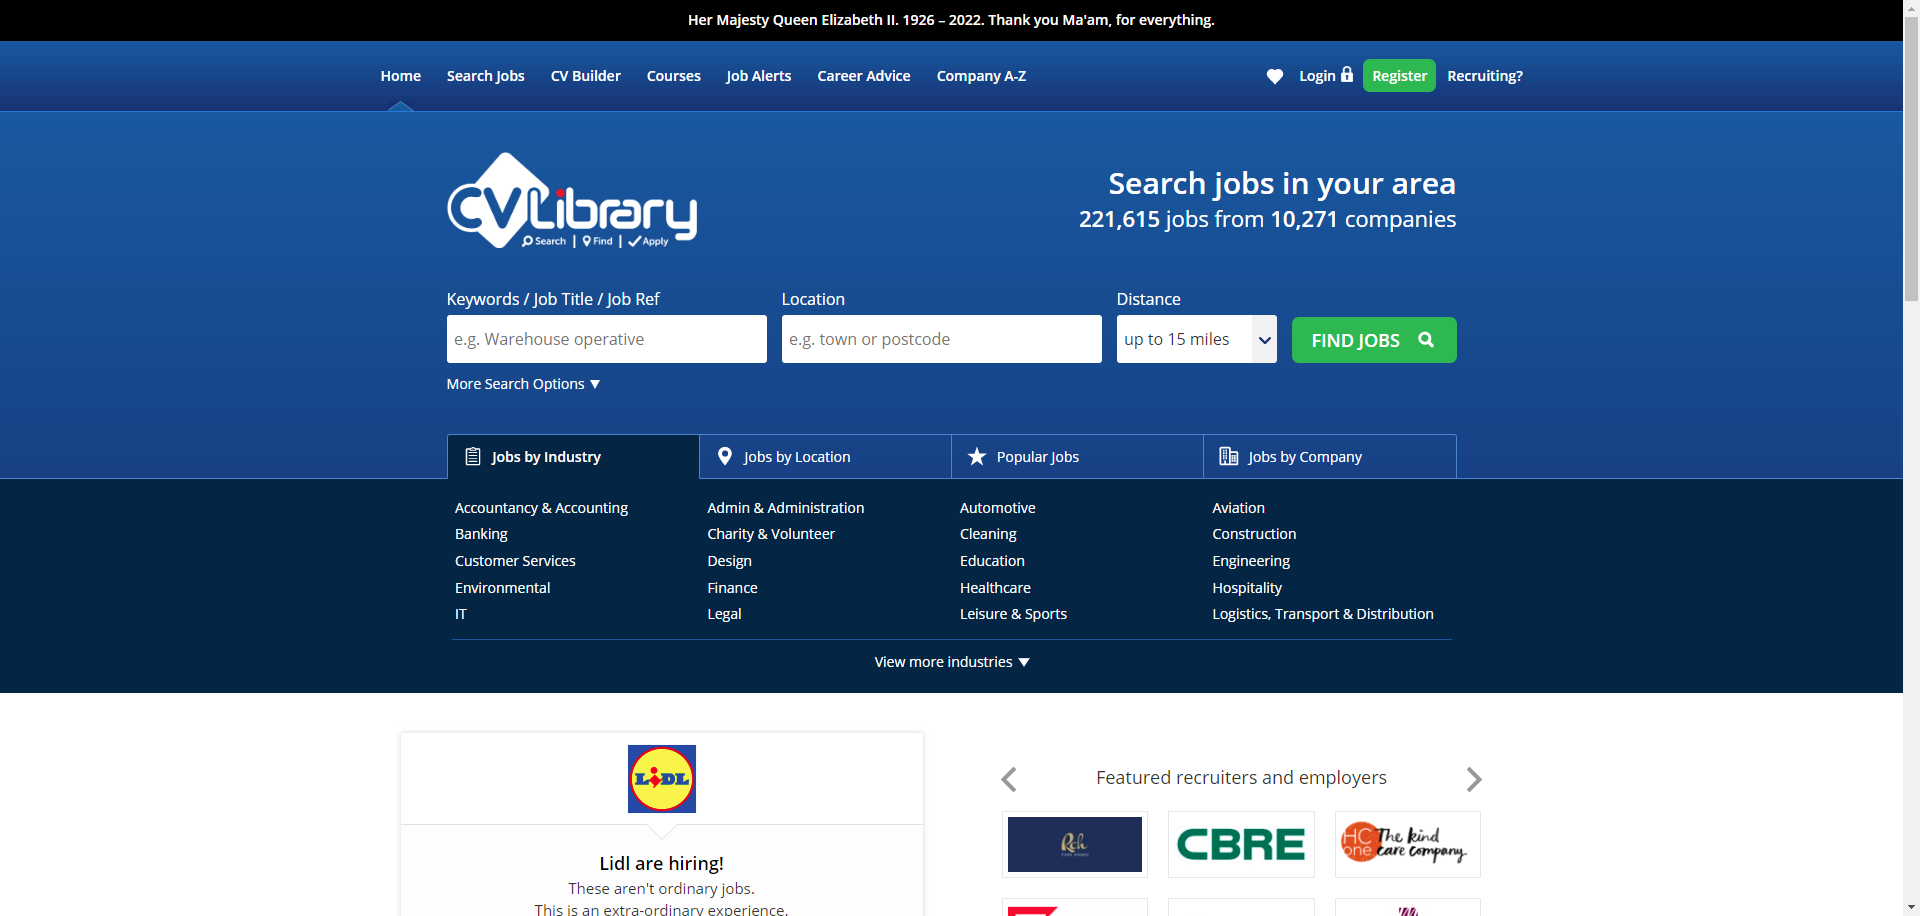 Her Majesty Queen Elizabeth II. 1926 – 2022. Thank you Ma'am, for everything.
Home Search Jobs CV Builder Courses Job Alerts Career Advice Company A-Z Login Register Recruiting?
CVLibrary
Search | Find | Apply
Search jobs in your area
221,615 jobs from 10,271 companies
Keywords / Job Title / Job Ref Location Distance
e.g. Warehouse operative e.g. town or postcode up to 15 miles FIND JOBS
More Search Options
Jobs by Industry Jobs by Location Popular Jobs Jobs by Company
Accountancy & Accounting Admin & Administration Automotive Aviation
Banking Charity & Volunteer Cleaning Construction
Customer Services Design Education Engineering
Environmental Finance Healthcare Hospitality
IT Legal Leisure & Sports Logistics, Transport & Distribution
View more industries
LIDL
Lidl are hiring!
These aren't ordinary jobs.
This is an extra-ordinary experience.
Featured recruiters and employers
Rch CARE HOMES
CBRE
HC one The kind care company